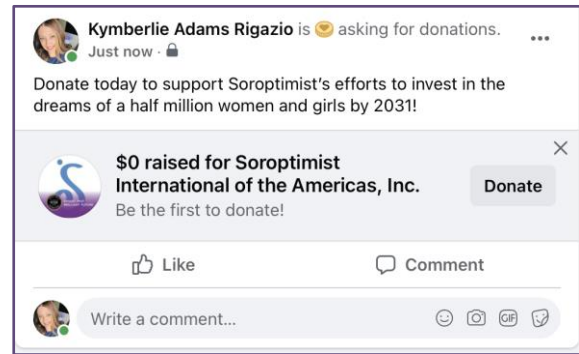 Kymberlie Adams Rigazio is asking for donations.
Just now ·
Donate today to support Soroptimist's efforts to invest in the
dreams of a half million women and girls by 2031!
$0 raised for Soroptimist
International of the Americas, Inc.
Be the first to donate!
Donate
Like
Comment
Write a comment...
GIF